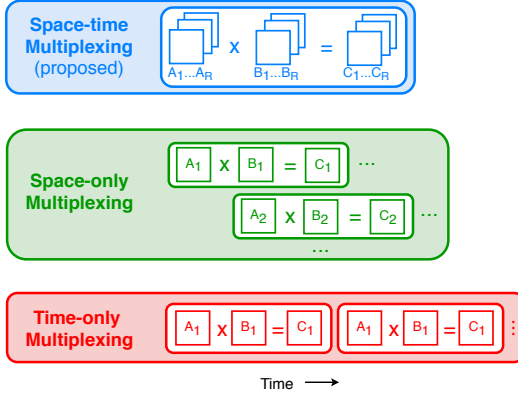 Space-time
Multiplexing
(proposed)
x =
A1...AR B1...BR C1...CR
Space-only
Multiplexing
A1 x B1 = C1 ...
A2 x B2 = C2 ...
...
Time-only
Multiplexing
A1 x B1 = C1 A1 x B1 = C1 ...
Time →